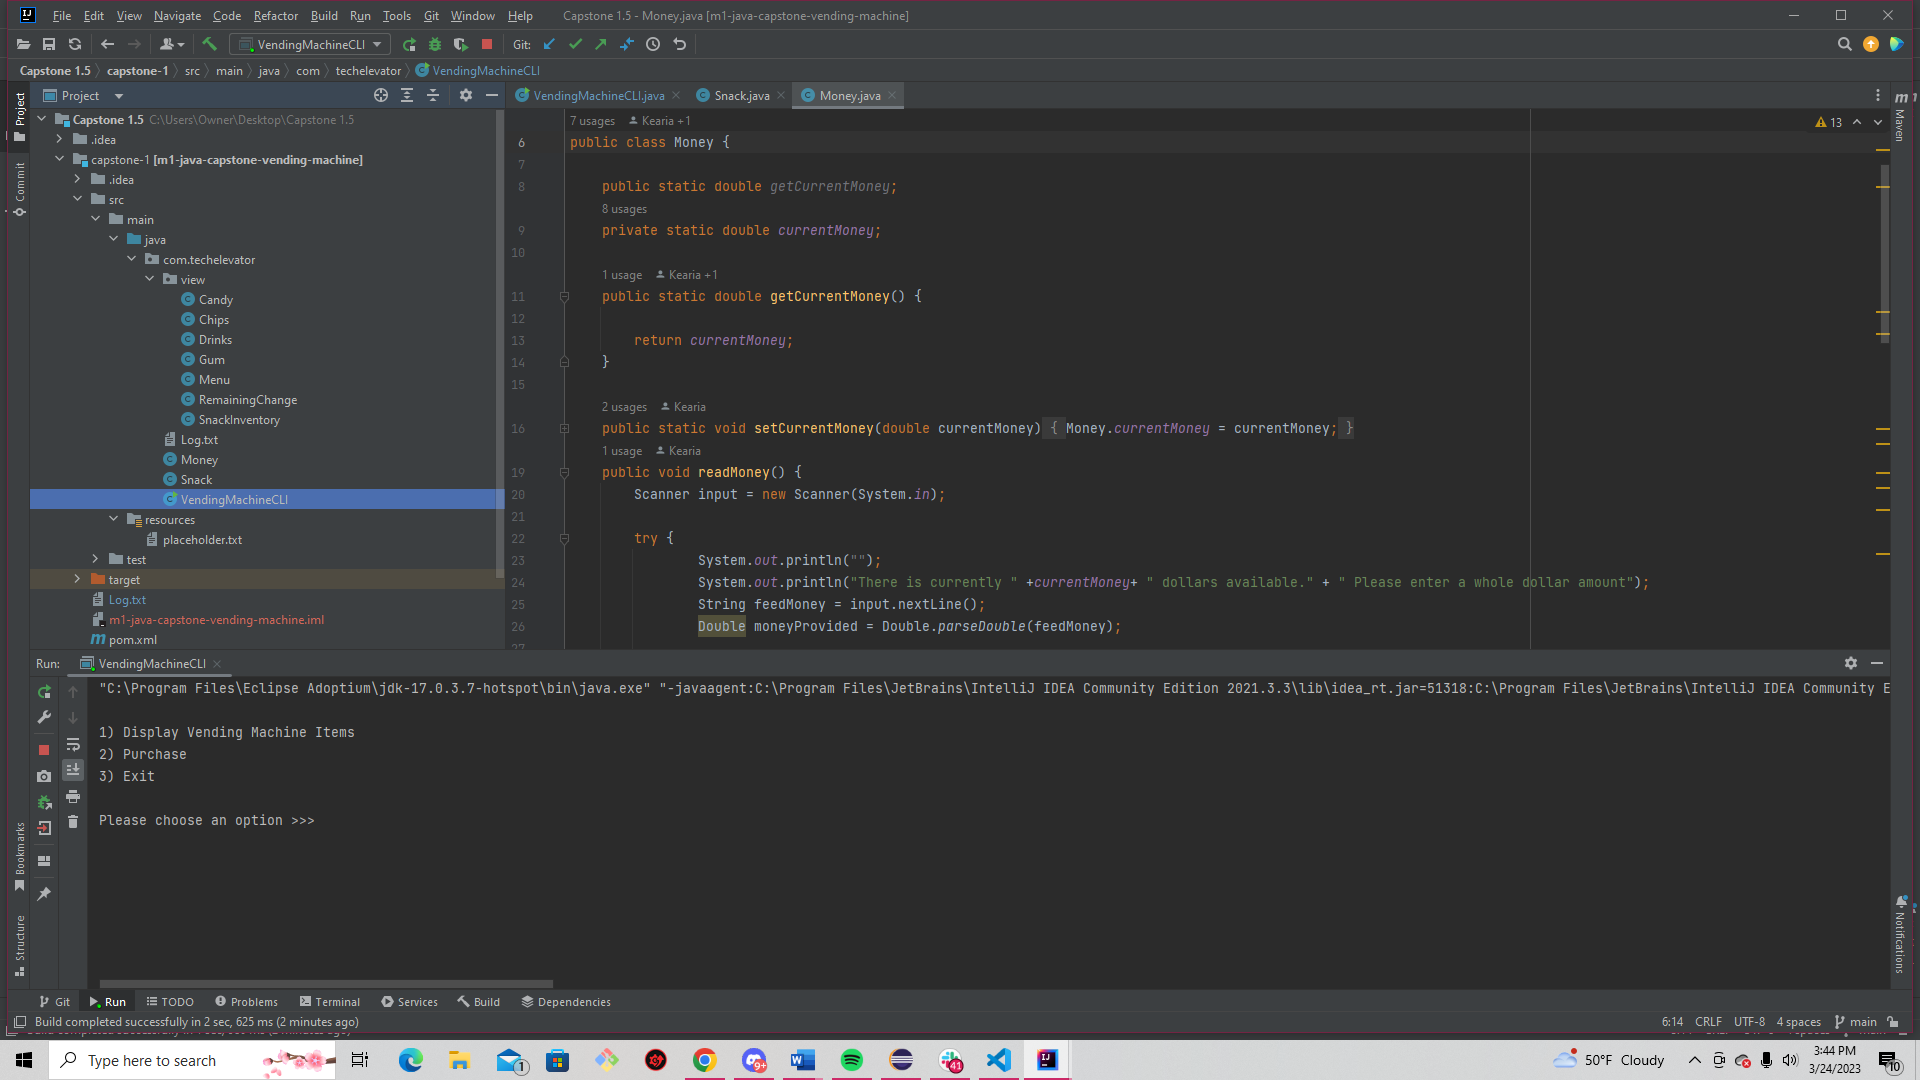 File Edit View Navigate Code Refactor Build Run Tools Git Window Help Capstone 1.5 - Money.java [m1-java-capstone-vending-machine]
VendingMachineCLI Git:
Capstone 1.5 capstone-1 src main java com techelevator VendingMachineCLI
Project
VendingMachineCLI.java Snack.java Money.java
Project
Commit
Bookmarks
Structure
Capstone 1.5 C:\Users\Owner\Desktop\Capstone 1.5
.idea
capstone-1 [m1-java-capstone-vending-machine]
.idea
src
main
java
com.techelevator
view
Candy
Chips
Drinks
Gum
Menu
RemainingChange
SnackInventory
Log.txt
Money
Snack
VendingMachineCLI
resources
placeholder.txt
test
target
Log.txt
m1-java-capstone-vending-machine.iml
pom.xml
7 usages Kearia +1
13
6 public class Money {
7
8 public static double getCurrentMoney;
8 usages
9 private static double currentMoney;
10
1 usage Kearia +1
11 public static double getCurrentMoney() {
12
13 return currentMoney;
14 }
15
2 usages Kearia
16 public static void setCurrentMoney(double currentMoney) { Money.currentMoney = currentMoney; }
1 usage Kearia
19 public void readMoney() {
20 Scanner input = new Scanner(System.in);
21
22 try {
23 System.out.println("");
24 System.out.println("There is currently " +currentMoney+ " dollars available." + " Please enter a whole dollar amount");
25 String feedMoney = input.nextLine();
26 Double moneyProvided = Double.parseDouble(feedMoney);
27
Maven
Notifications
Run: VendingMachineCLI
"C:\Program Files\Eclipse Adoptium\jdk-17.0.3.7-hotspot\bin\java.exe" "-javaagent:C:\Program Files\JetBrains\IntelliJ IDEA Community Edition 2021.3.3\lib\idea_rt.jar=51318:C:\Program Files\JetBrains\IntelliJ IDEA Community E
1) Display Vending Machine Items
2) Purchase
3) Exit
Please choose an option >>>
Git Run TODO Problems Terminal Services Build Dependencies
Build completed successfully in 2 sec, 625 ms (2 minutes ago)
6:14 CRLF UTF-8 4 spaces main
Type here to search
1
9+
41
50°F Cloudy
3:44 PM
3/24/2023
10